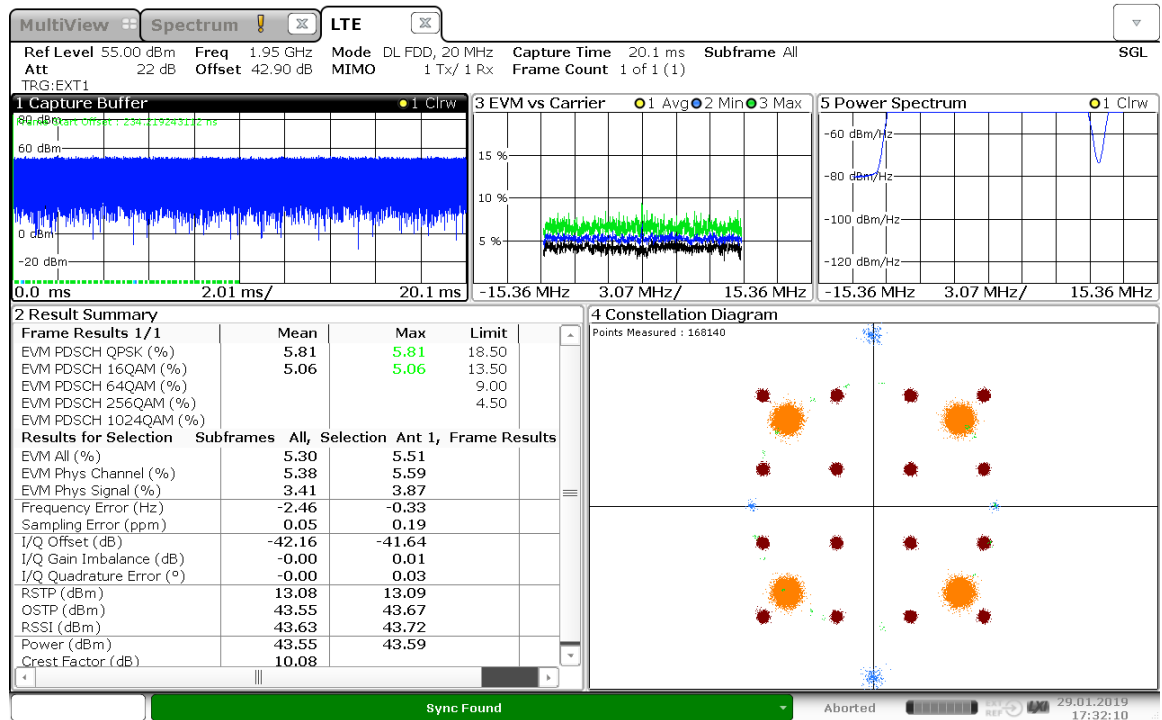 MultiView Spectrum LTE
Ref Level 55.00 dBm Freq 1.95 GHz Mode DL FDD, 20 MHz Capture Time 20.1 ms Subframe All SGL
Att 22 dB Offset 42.90 dB MIMO 1 Tx/ 1 Rx Frame Count 1 of 1 (1)
TRG:EXT1
1 Capture Buffer 1 Clrw
80 dBm
Frame Start Offset : 234.219243112 ns
60 dBm
0 dBm
-20 dBm
0.0 ms 2.01 ms/ 20.1 ms
3 EVM vs Carrier 1 Avg 2 Min 3 Max
15 %
10 %
5 %
-15.36 MHz 3.07 MHz/ 15.36 MHz
5 Power Spectrum 1 Clrw
-60 dBm/Hz
-80 dBm/Hz
-100 dBm/Hz
-120 dBm/Hz
-15.36 MHz 3.07 MHz/ 15.36 MHz
2 Result Summary
Frame Results 1/1 Mean Max Limit
EVM PDSCH QPSK (%) 5.81 5.81 18.50
EVM PDSCH 16QAM (%) 5.06 5.06 13.50
EVM PDSCH 64QAM (%) 9.00
EVM PDSCH 256QAM (%) 4.50
EVM PDSCH 1024QAM (%)
Results for Selection Subframes All, Selection Ant 1, Frame Results
EVM All (%) 5.30 5.51
EVM Phys Channel (%) 5.38 5.59
EVM Phys Signal (%) 3.41 3.87
Frequency Error (Hz) -2.46 -0.33
Sampling Error (ppm) 0.05 0.19
I/Q Offset (dB) -42.16 -41.64
I/Q Gain Imbalance (dB) -0.00 0.01
I/Q Quadrature Error (°) -0.00 0.03
RSTP (dBm) 13.08 13.09
OSTP (dBm) 43.55 43.67
RSSI (dBm) 43.63 43.72
Power (dBm) 43.55 43.59
Crest Factor (dB) 10.08
4 Constellation Diagram
Points Measured : 168140
Sync Found
Aborted
EXT
REF
LXI
29.01.2019
17:32:10